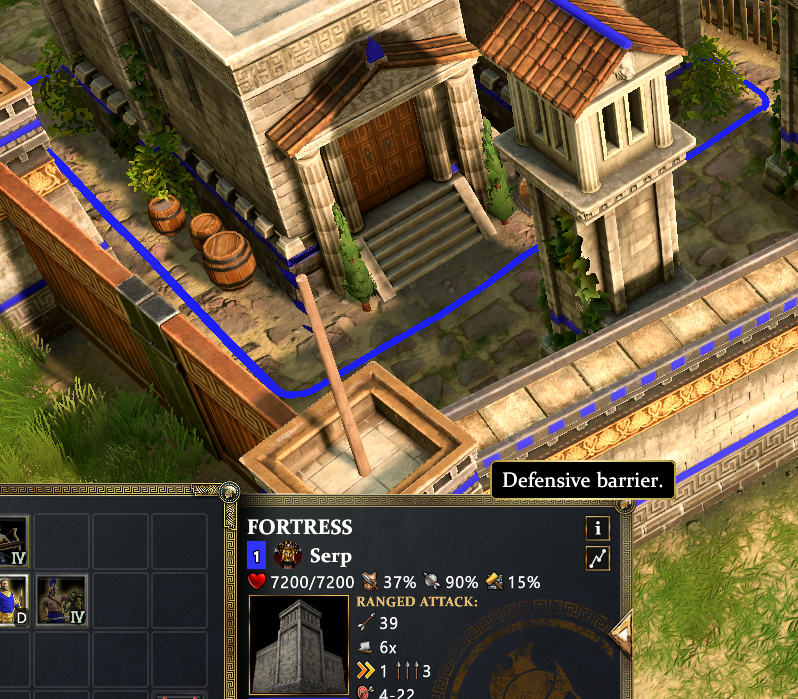 Defensive barrier.
FORTRESS
1 Serp
7200/7200 37% 90% 15%
RANGED ATTACK:
39
6x
1 3
4-22
IV
D
IV